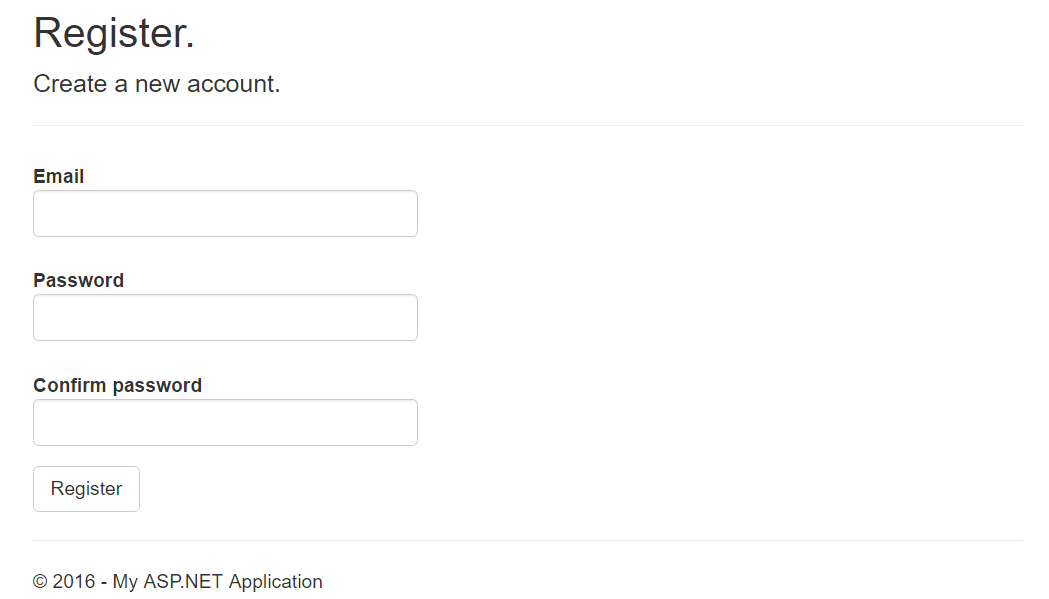 Register.
Create a new account.
Email
Password
Confirm password
Register
© 2016 - My ASP.NET Application